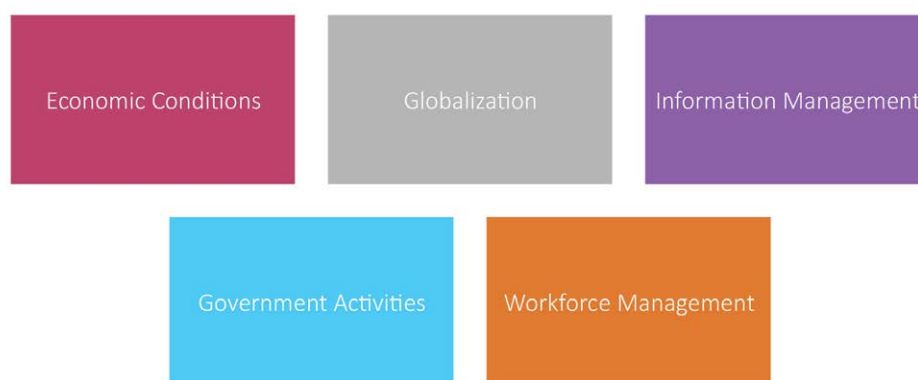 Economic Conditions
Globalization
Information Management
Government Activities
Workforce Management